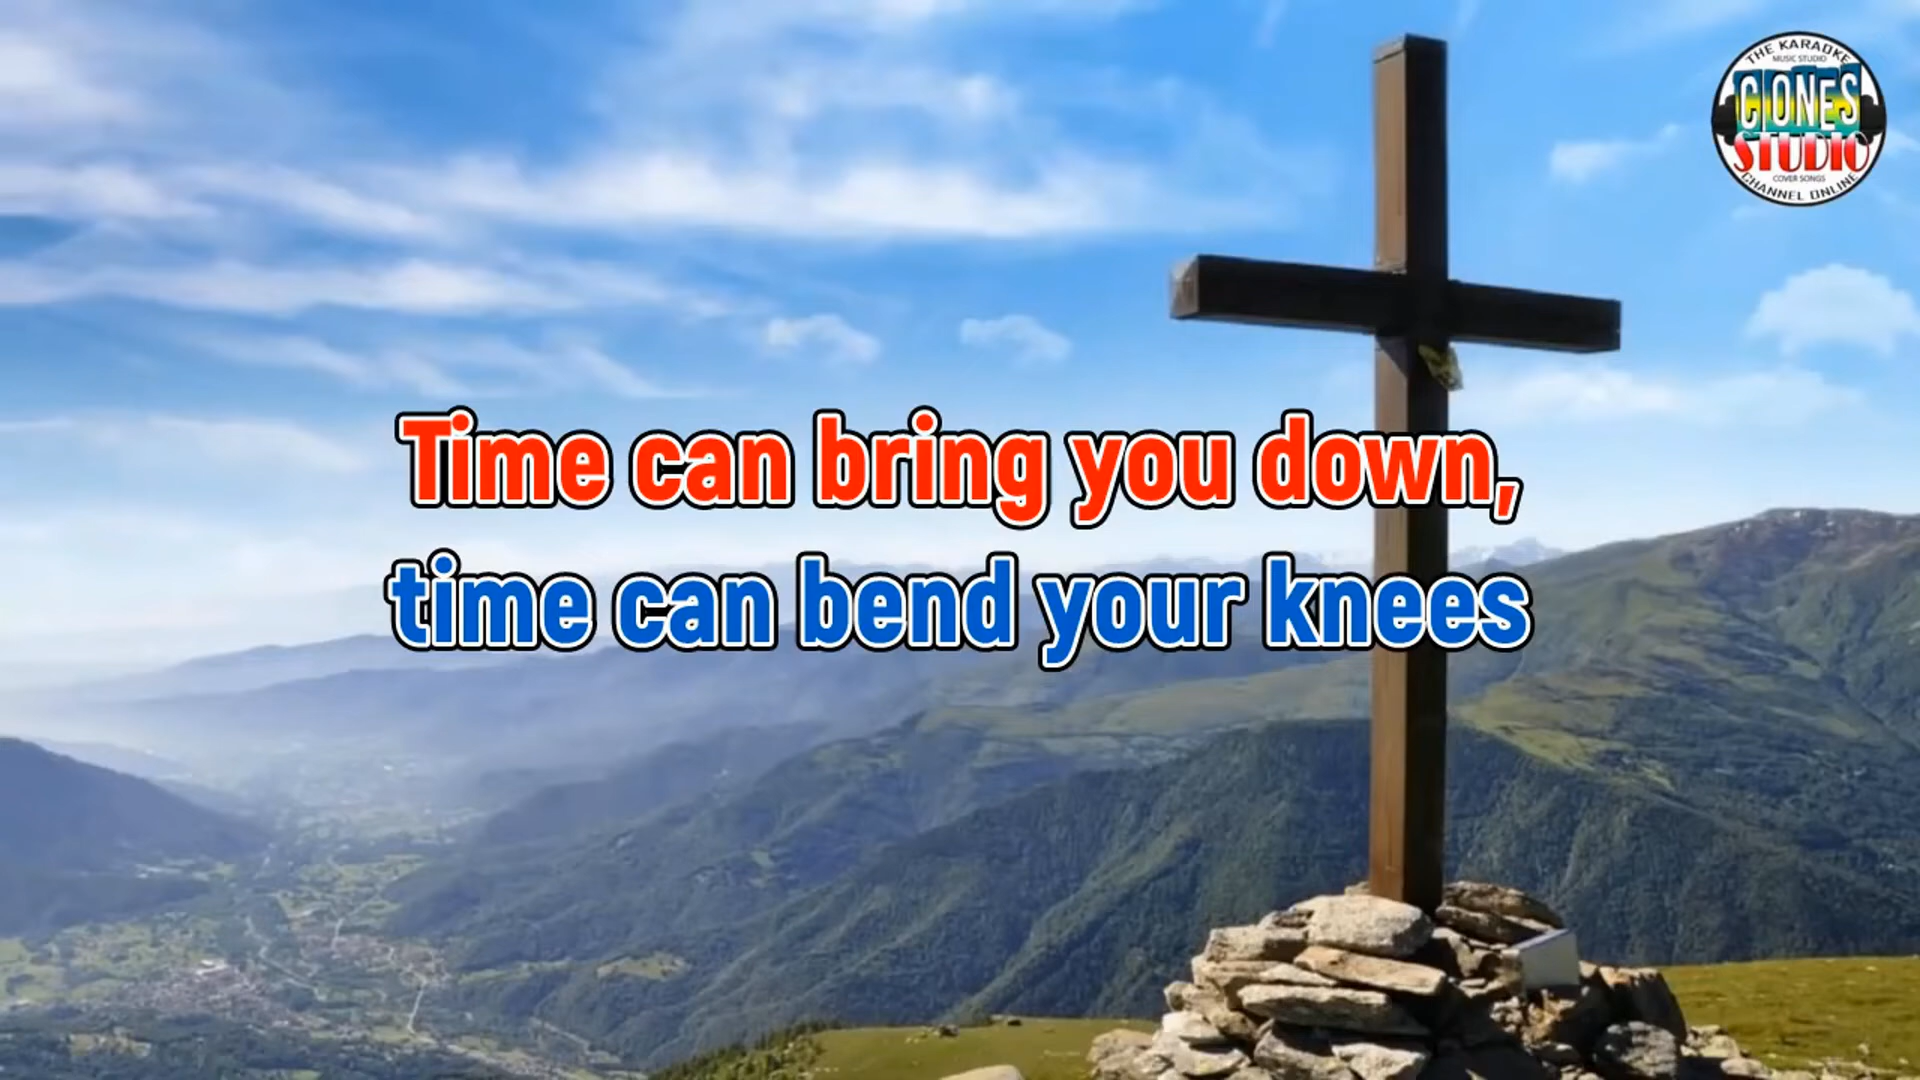 THE KARAOKE
MUSIC STUDIO
CJONES
STUDIO
COVER SONGS
CHANNEL ONLINE
Time can bring you down,
time can bend your knees